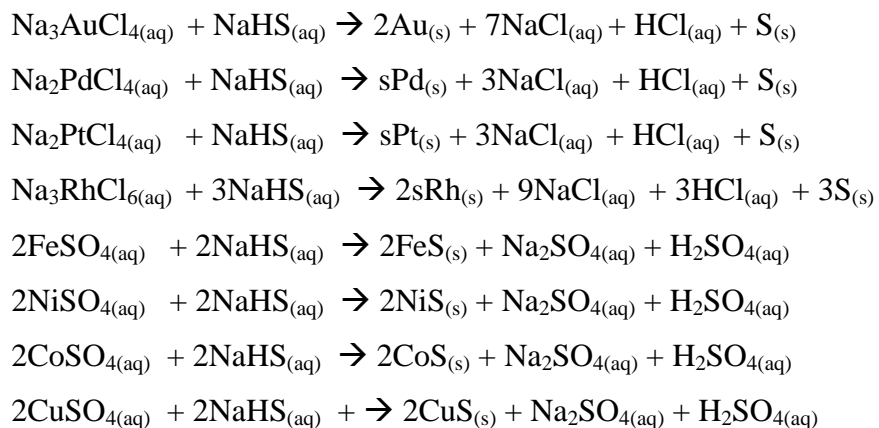 Na₃AuCl₄₍aq₎ + NaHS₍aq₎ → 2Au₍s₎ + 7NaCl₍aq₎ + HCl₍aq₎ + S₍s₎
Na₂PdCl₄₍aq₎ + NaHS₍aq₎ → sPd₍s₎ + 3NaCl₍aq₎ + HCl₍aq₎ + S₍s₎
Na₂PtCl₄₍aq₎ + NaHS₍aq₎ → sPt₍s₎ + 3NaCl₍aq₎ + HCl₍aq₎ + S₍s₎
Na₃RhCl₆₍aq₎ + 3NaHS₍aq₎ → 2sRh₍s₎ + 9NaCl₍aq₎ + 3HCl₍aq₎ + 3S₍s₎
2FeSO₄₍aq₎ + 2NaHS₍aq₎ → 2FeS₍s₎ + Na₂SO₄₍aq₎ + H₂SO₄₍aq₎
2NiSO₄₍aq₎ + 2NaHS₍aq₎ → 2NiS₍s₎ + Na₂SO₄₍aq₎ + H₂SO₄₍aq₎
2CoSO₄₍aq₎ + 2NaHS₍aq₎ → 2CoS₍s₎ + Na₂SO₄₍aq₎ + H₂SO₄₍aq₎
2CuSO₄₍aq₎ + 2NaHS₍aq₎ + → 2CuS₍s₎ + Na₂SO₄₍aq₎ + H₂SO₄₍aq₎